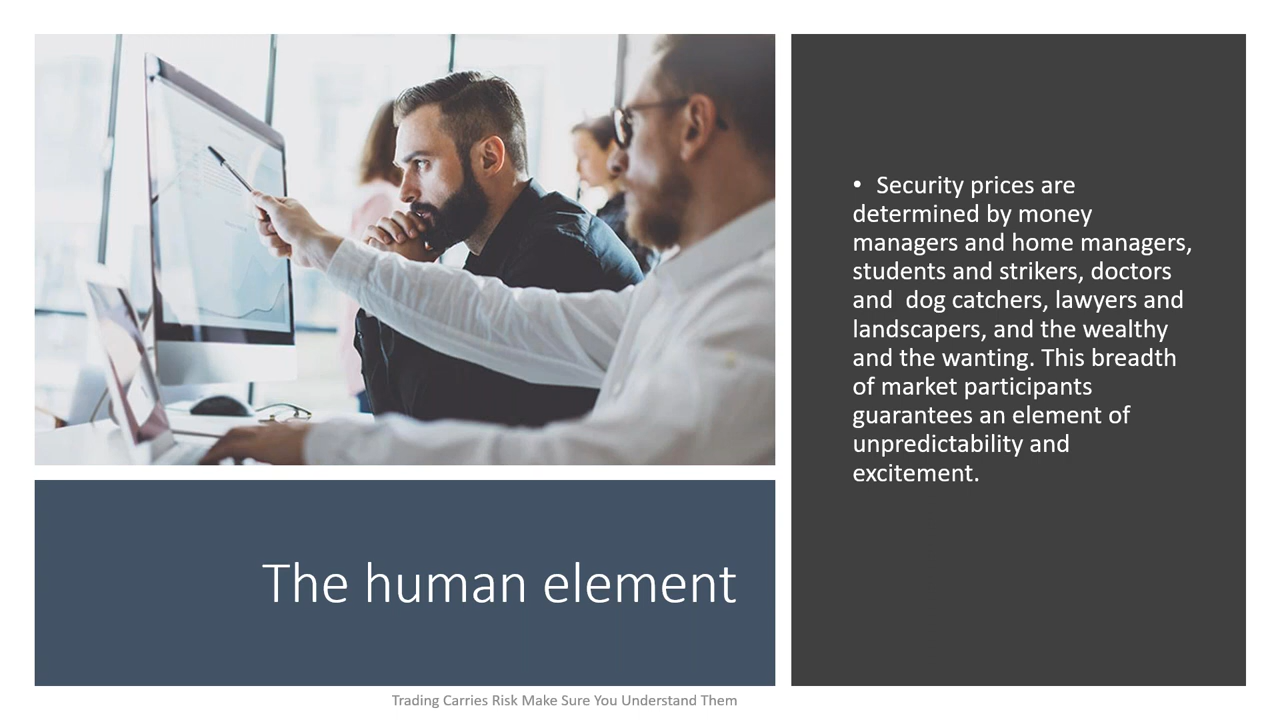 • Security prices are
determined by money
managers and home managers,
students and strikers, doctors
and  dog catchers, lawyers and
landscapers, and the wealthy
and the wanting. This breadth
of market participants
guarantees an element of
unpredictability and
excitement.
The human element
Trading Carries Risk Make Sure You Understand Them